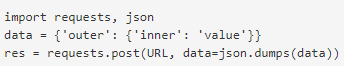 import requests, json
data = {'outer': {'inner': 'value'}}
res = requests.post(URL, data=json.dumps(data))